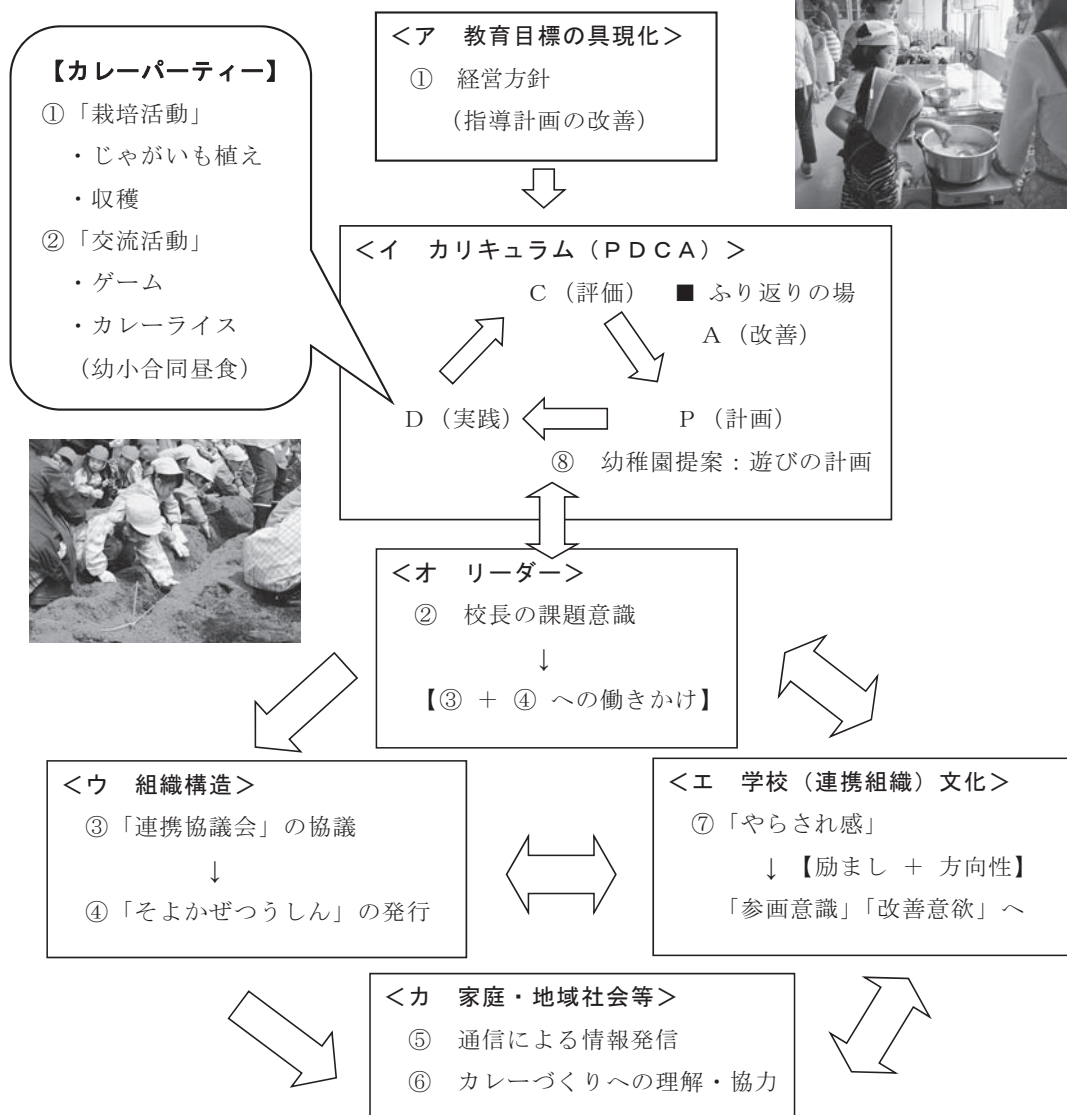 【カレーパーティー】
①「栽培活動」
・じゃがいも植え
・収穫
②「交流活動」
・ゲーム
・カレーライス
(幼小合同昼食)
<ア 教育目標の具現化>
① 経営方針
(指導計画の改善)
<イ カリキュラム(PDCA)>
C(評価) ■ ふり返りの場
A(改善)
D(実践) P(計画)
⑧ 幼稚園提案:遊びの計画
<オ リーダー>
② 校長の課題意識
↓
【③ + ④ への働きかけ】
<ウ 組織構造>
③「連携協議会」の協議
↓
④「そよかぜつうしん」の発行
<エ 学校(連携組織)文化>
⑦「やらされ感」
↓【励まし + 方向性】
「参画意識」「改善意欲」へ
<カ 家庭・地域社会等>
⑤ 通信による情報発信
⑥ カレーづくりへの理解・協力